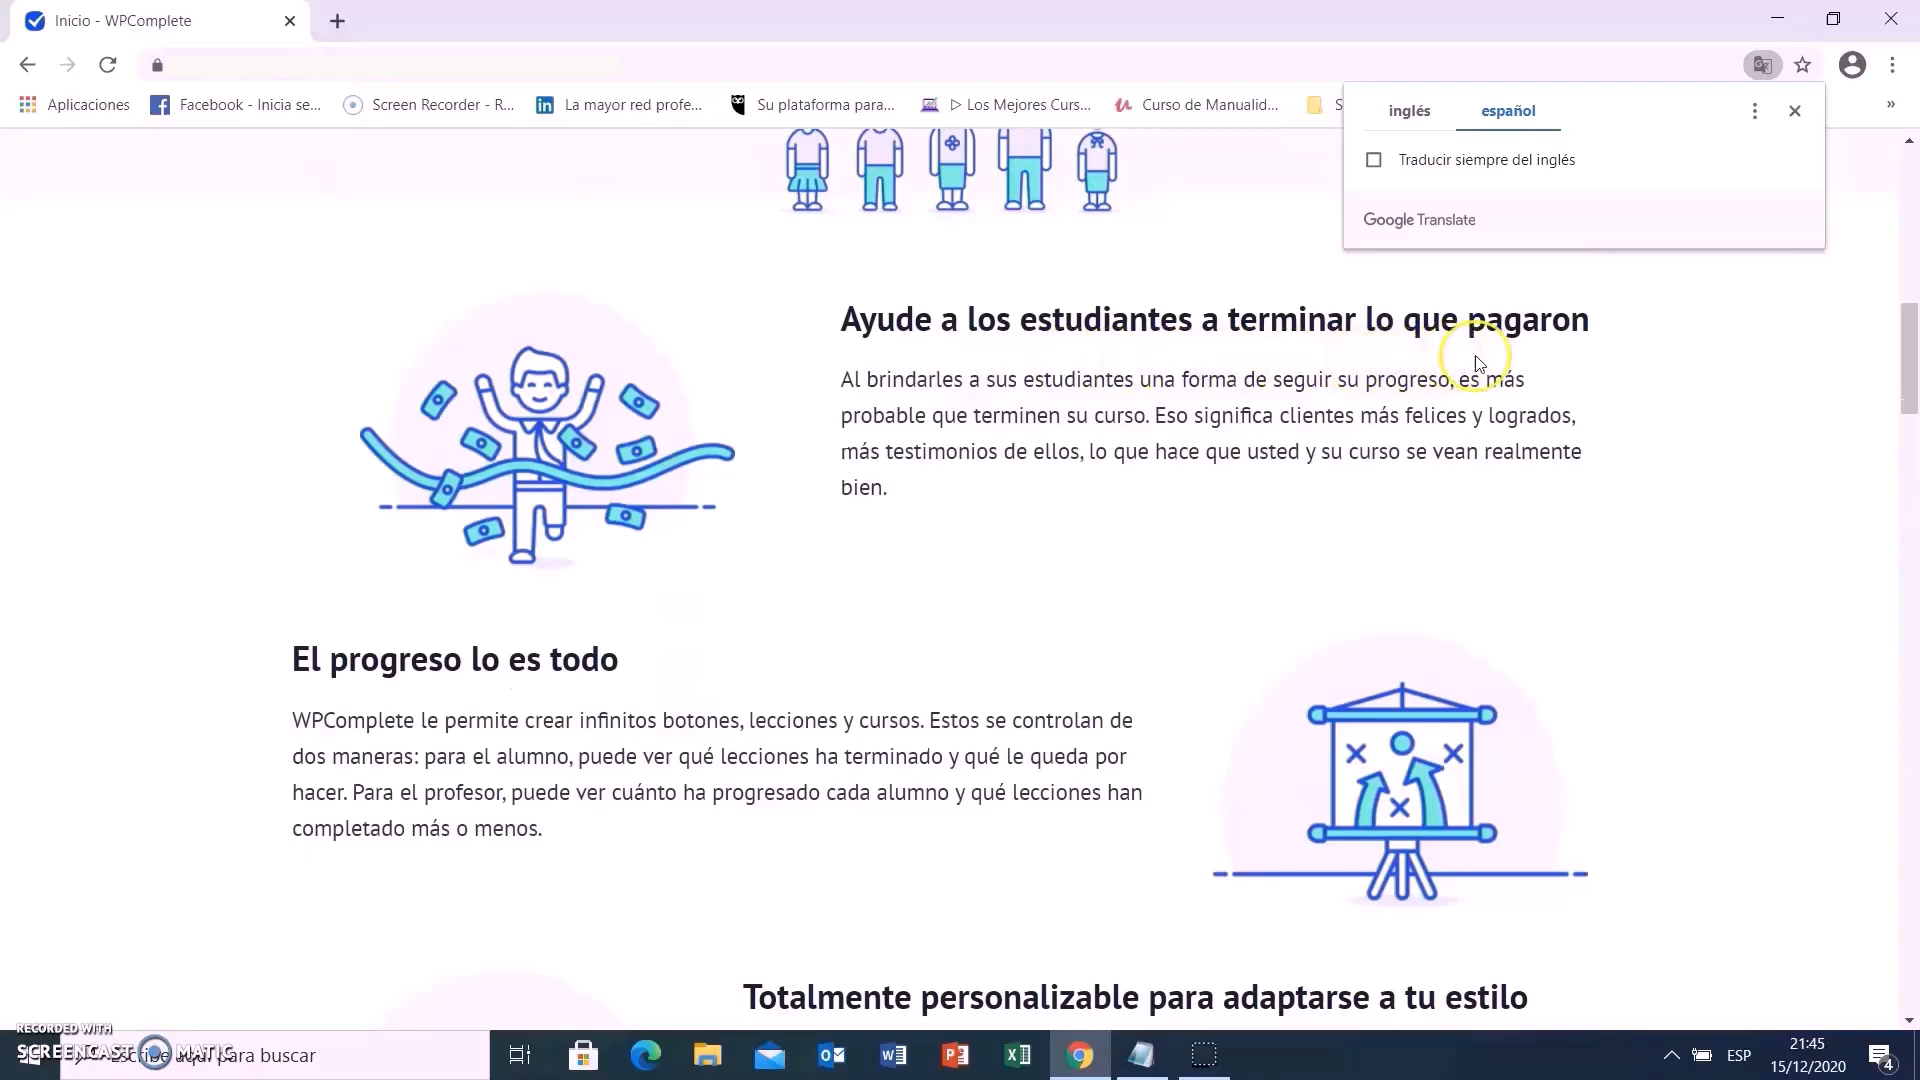 Inicio - WPComplete
Aplicaciones
Facebook - Inicia se...
Screen Recorder - R...
La mayor red profe...
Su plataforma para...
▷ Los Mejores Curs...
Curso de Manualid...
S
»
inglés español
Traducir siempre del inglés
Google Translate
Ayude a los estudiantes a terminar lo que pagaron
Al brindarles a sus estudiantes una forma de seguir su progreso, es más
probable que terminen su curso. Eso significa clientes más felices y logrados,
más testimonios de ellos, lo que hace que usted y su curso se vean realmente
bien.
El progreso lo es todo
WPComplete le permite crear infinitos botones, lecciones y cursos. Estos se controlan de
dos maneras: para el alumno, puede ver qué lecciones ha terminado y qué le queda por
hacer. Para el profesor, puede ver cuánto ha progresado cada alumno y qué lecciones han
completado más o menos.
Totalmente personalizable para adaptarse a tu estilo
RECORDED WITH
SCREENCAST MATIC
Escribe aquí para buscar
ESP
21:45
15/12/2020
4